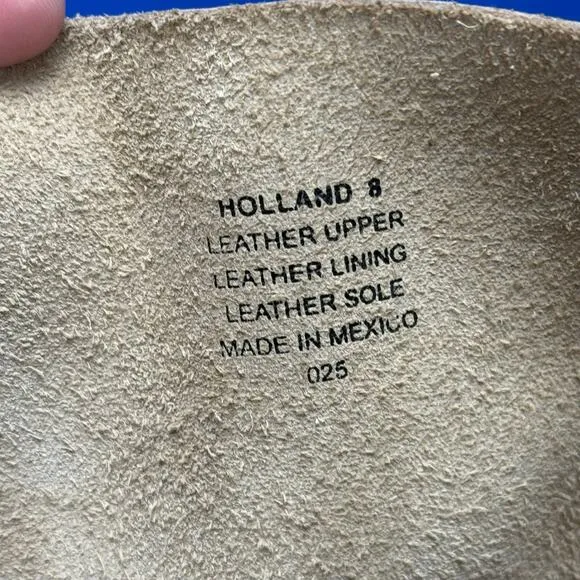 HOLLAND 8
LEATHER UPPER
LEATHER LINING
LEATHER SOLE
MADE IN MEXICO
025